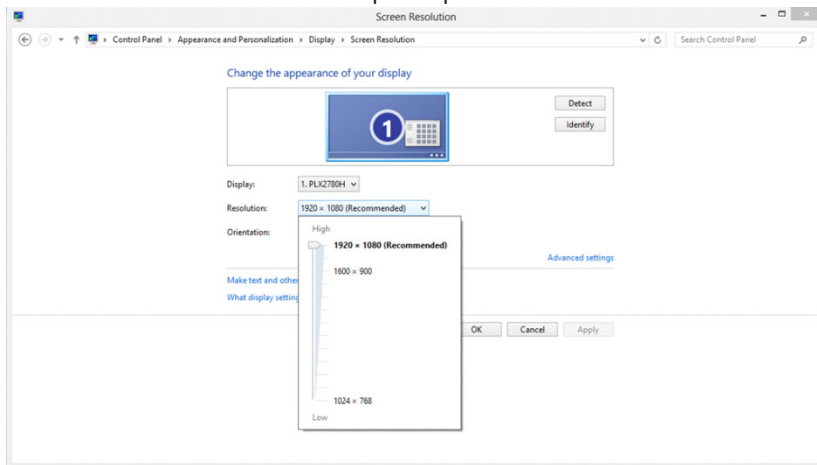 Screen Resolution
Control Panel Appearance and Personalization Display Screen Resolution
Search Control Panel
Change the appearance of your display
1
Detect
Identify
Display: 1. PLX2780H
Resolution: 1920 × 1080 (Recommended)
Orientation:
High
1920 × 1080 (Recommended)
1600 × 900
1024 × 768
Low
Advanced settings
Make text and other
What display setting
OK Cancel Apply